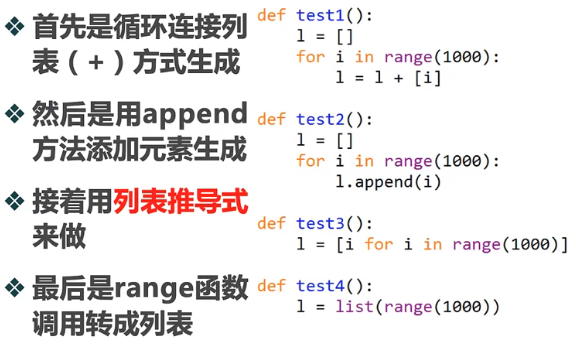 ❖ 首先是循环连接列
表（+）方式生成
❖ 然后是用append
方法添加元素生成
❖ 接着用列表推导式
来做
❖ 最后是range函数
调用转成列表
def test1():
    l = []
    for i in range(1000):
        l = l + [i]
def test2():
    l = []
    for i in range(1000):
        l.append(i)
def test3():
    l = [i for i in range(1000)]
def test4():
    l = list(range(1000))